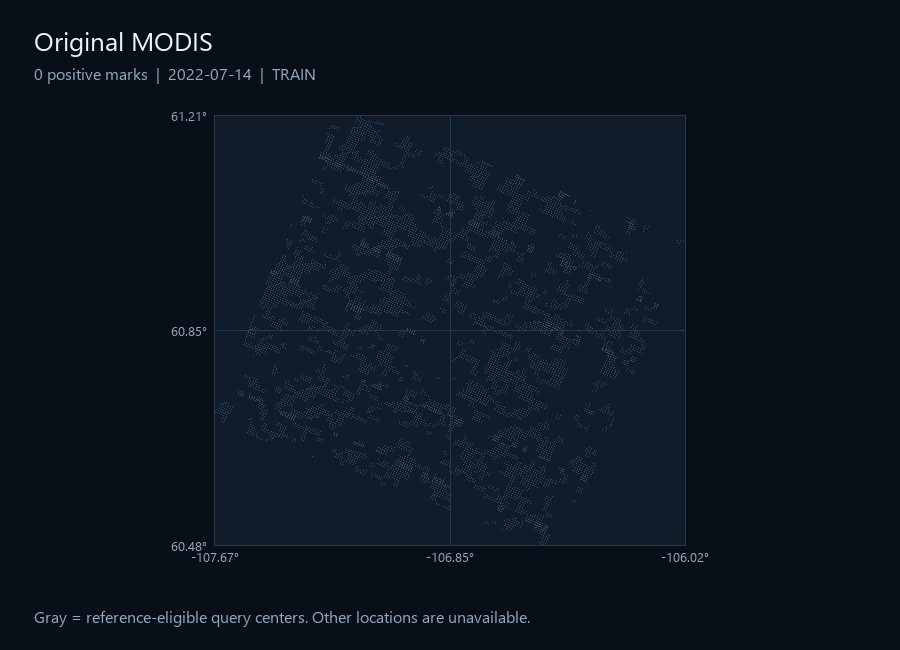 Original MODIS
0 positive marks | 2022-07-14 | TRAIN
61.21°
60.85°
60.48°
-107.67°
-106.85°
-106.02°
Gray = reference-eligible query centers. Other locations are unavailable.